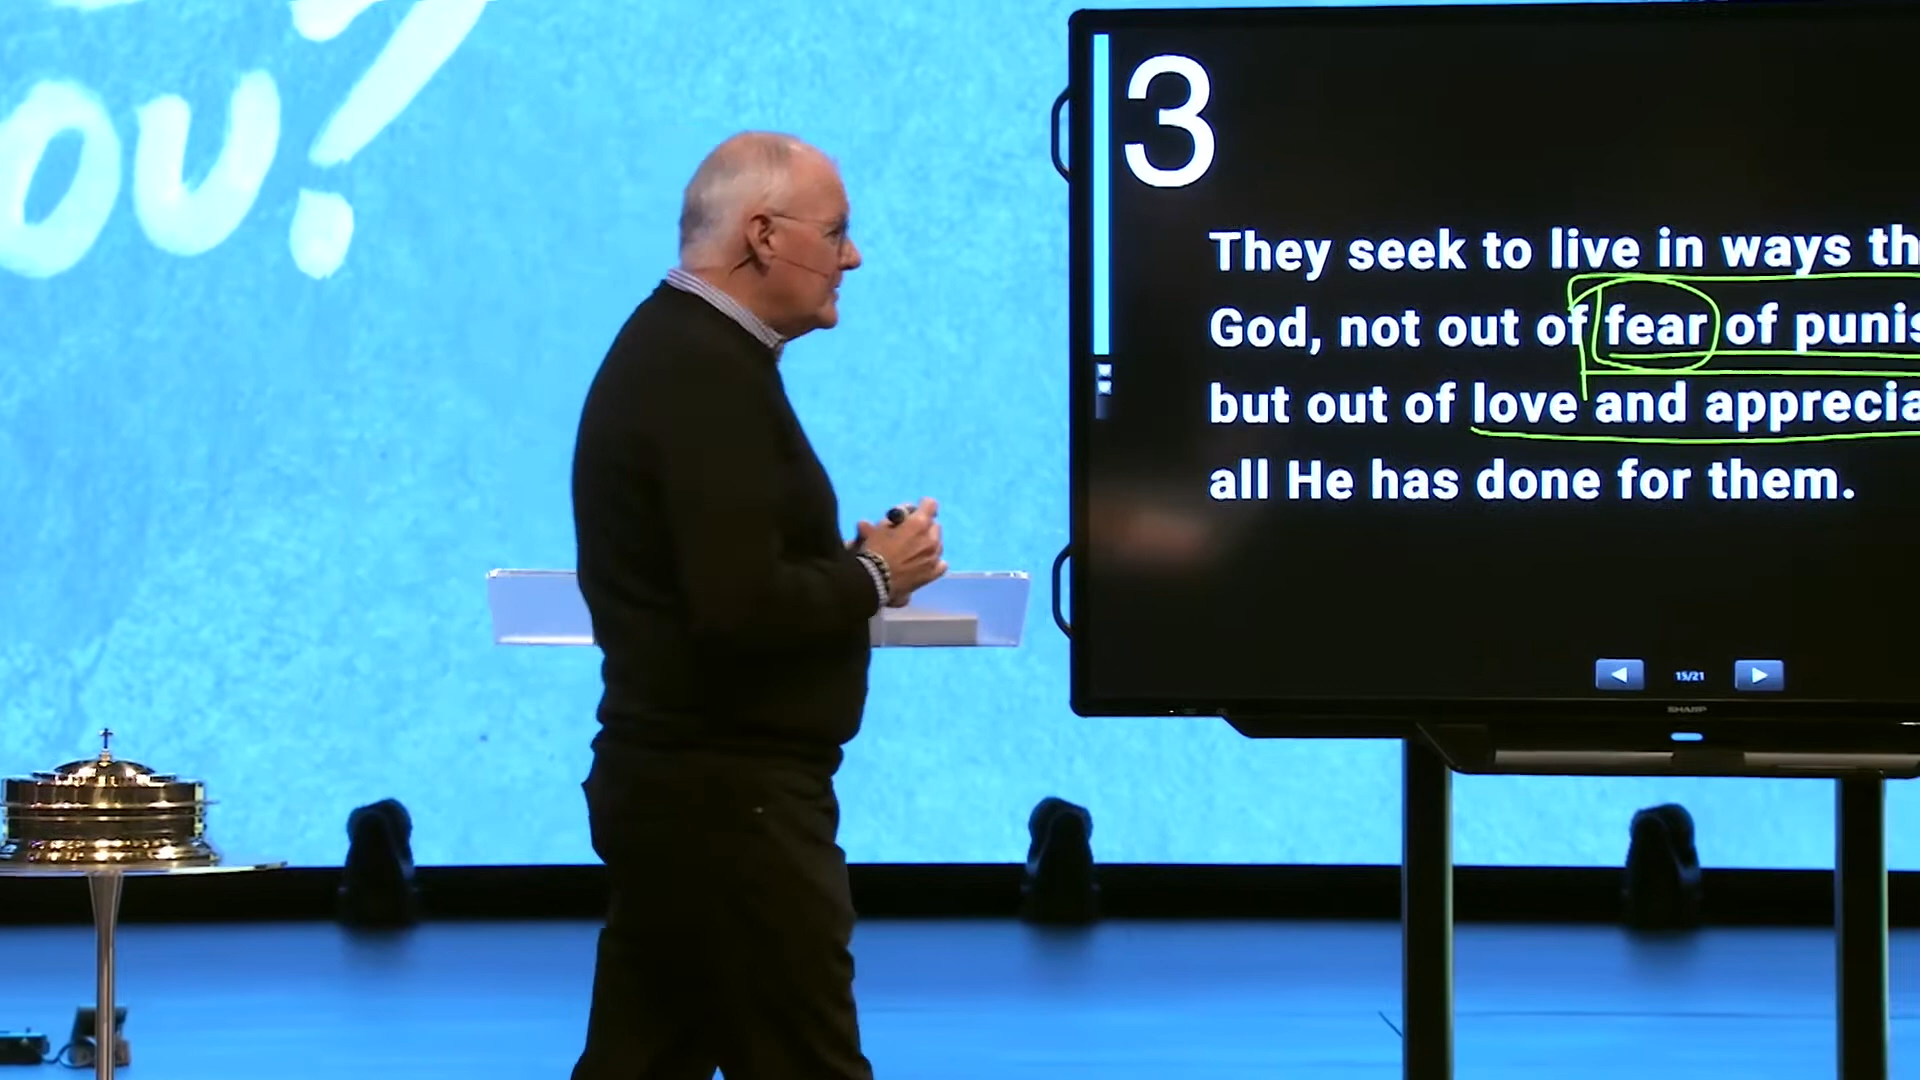 ou?
3
They seek to live in ways th
God, not out of fear of punis
but out of love and apprecia
all He has done for them.
15/21
SHARP